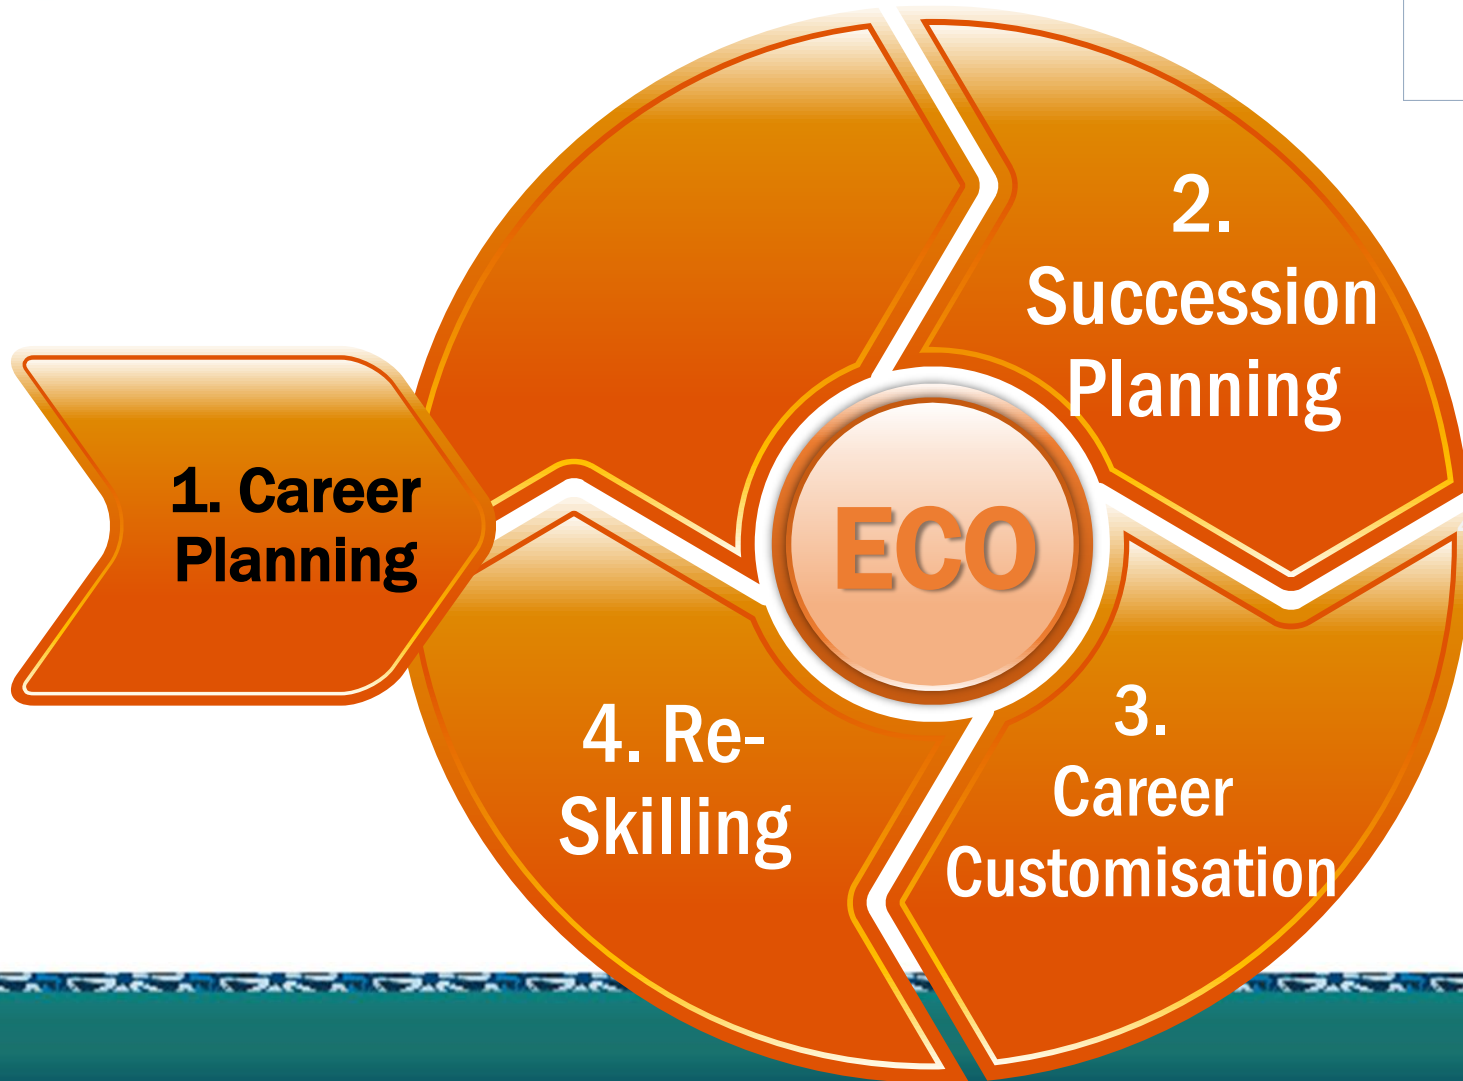 1. Career
Planning
2.
Succession
Planning
ECO
3.
Career
Customisation
4. Re-
Skilling